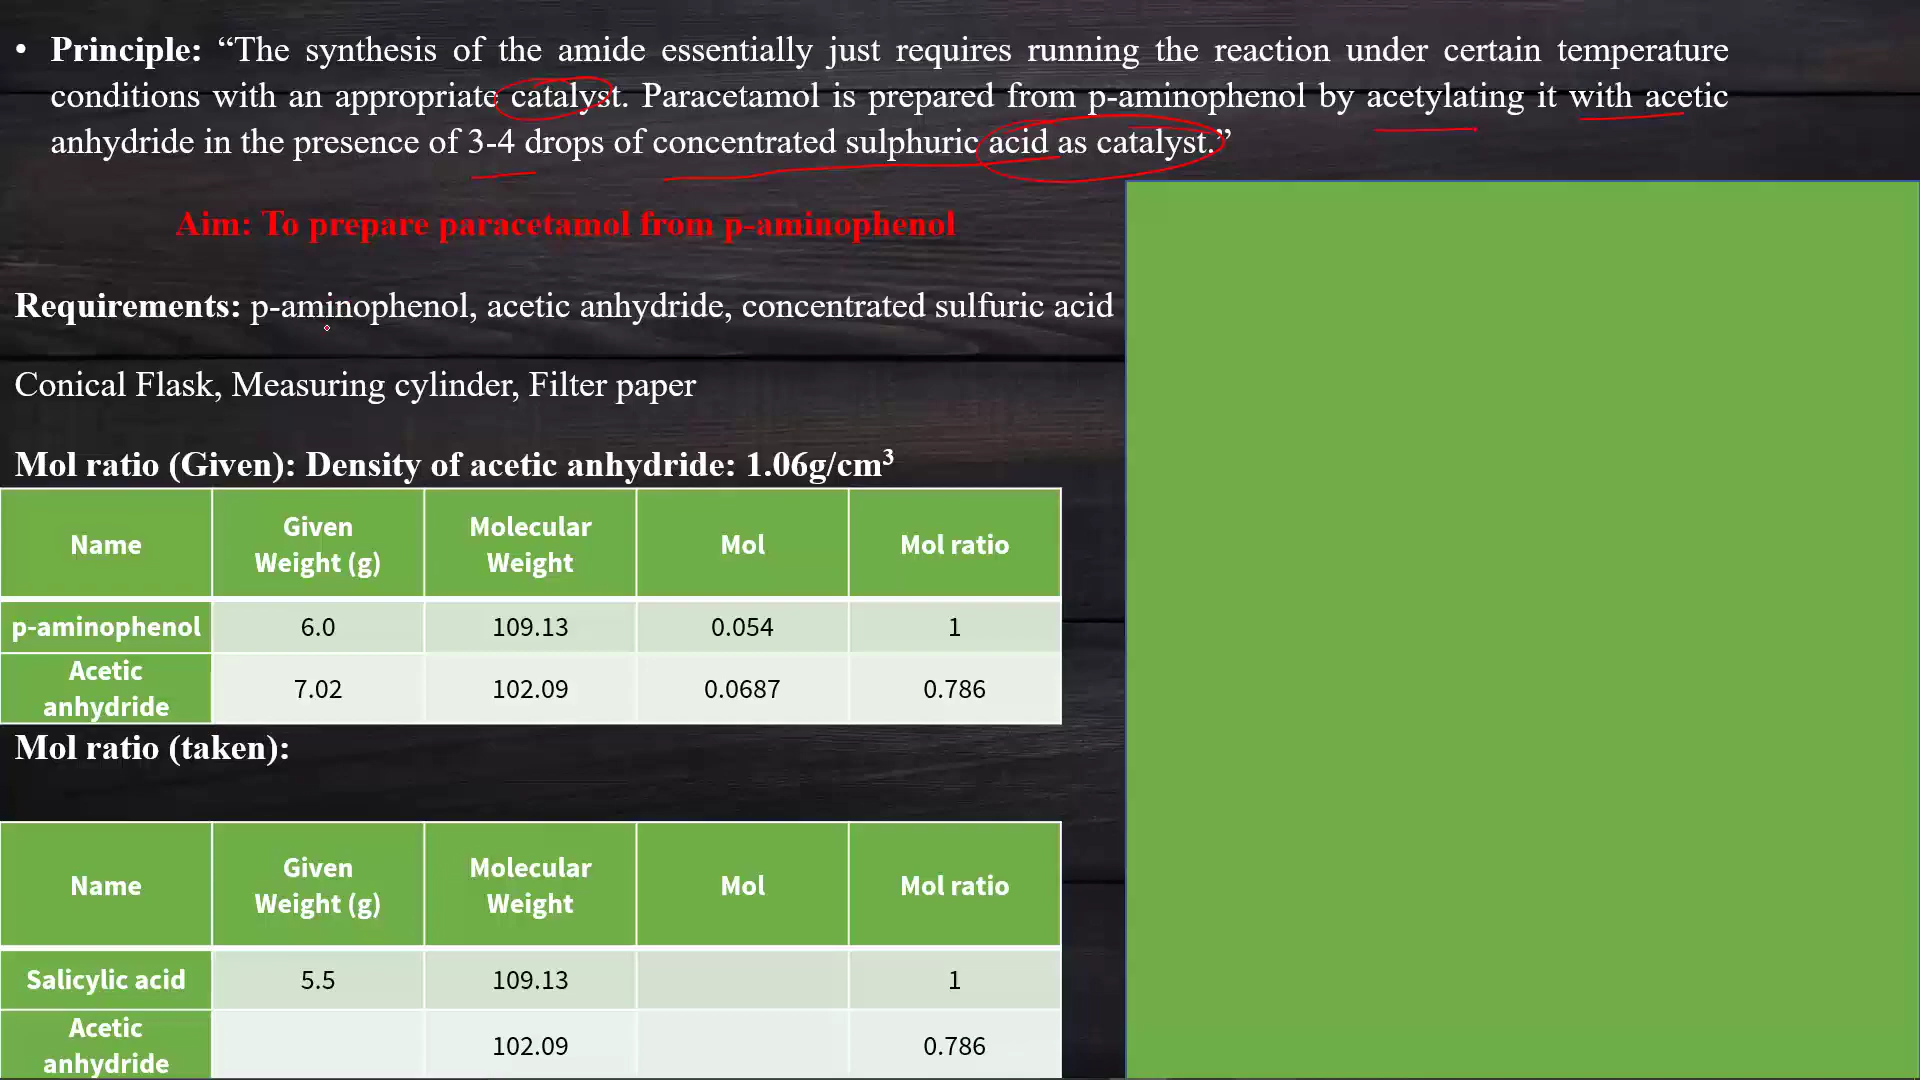 • Principle: “The synthesis of the amide essentially just requires running the reaction under certain temperature
conditions with an appropriate catalyst. Paracetamol is prepared from p-aminophenol by acetylating it with acetic
anhydride in the presence of 3-4 drops of concentrated sulphuric acid as catalyst.”
Aim: To prepare paracetamol from p-aminophenol
Requirements: p-aminophenol, acetic anhydride, concentrated sulfuric acid
Conical Flask, Measuring cylinder, Filter paper
Mol ratio (Given): Density of acetic anhydride: 1.06g/cm³
Name Given Weight (g) Molecular Weight Mol Mol ratio
p-aminophenol 6.0 109.13 0.054 1
Acetic anhydride 7.02 102.09 0.0687 0.786
Mol ratio (taken):
Name Given Weight (g) Molecular Weight Mol Mol ratio
Salicylic acid 5.5 109.13 1
Acetic anhydride 102.09 0.786